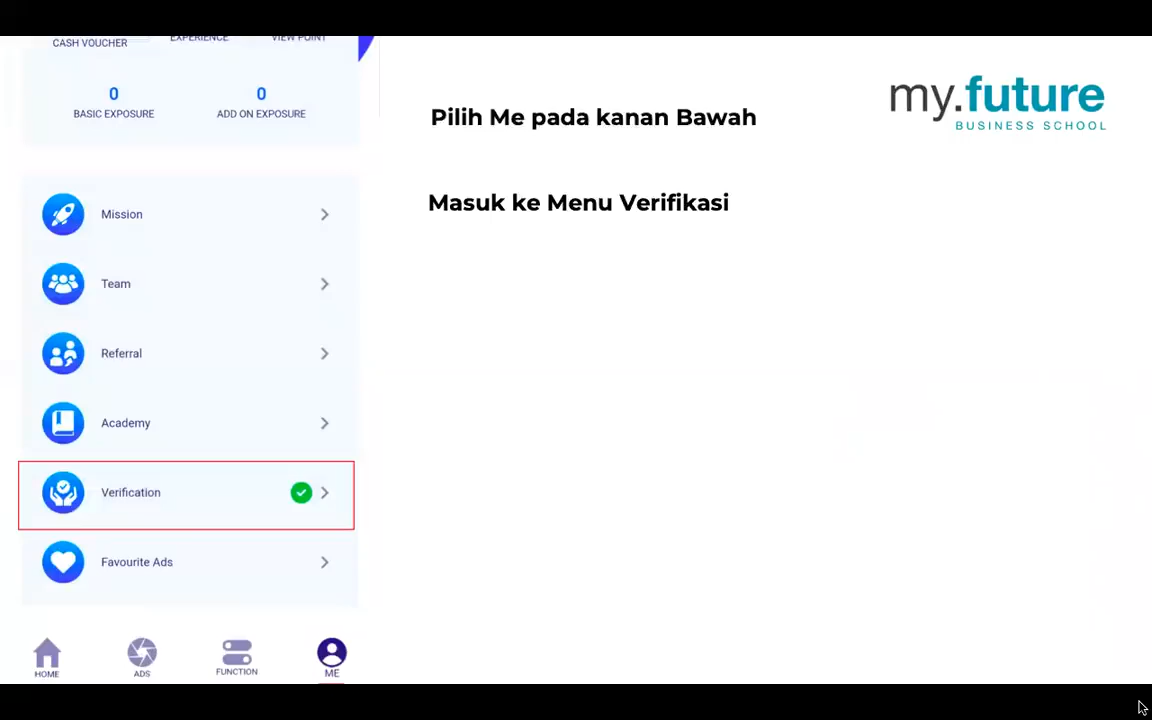 CASH VOUCHER
EXPERIENCE
VIEW POINT
0
BASIC EXPOSURE
0
ADD ON EXPOSURE
Mission
Team
Referral
Academy
Verification
Favourite Ads
HOME
ADS
FUNCTION
ME
Pilih Me pada kanan Bawah
Masuk ke Menu Verifikasi
my.future
BUSINESS SCHOOL